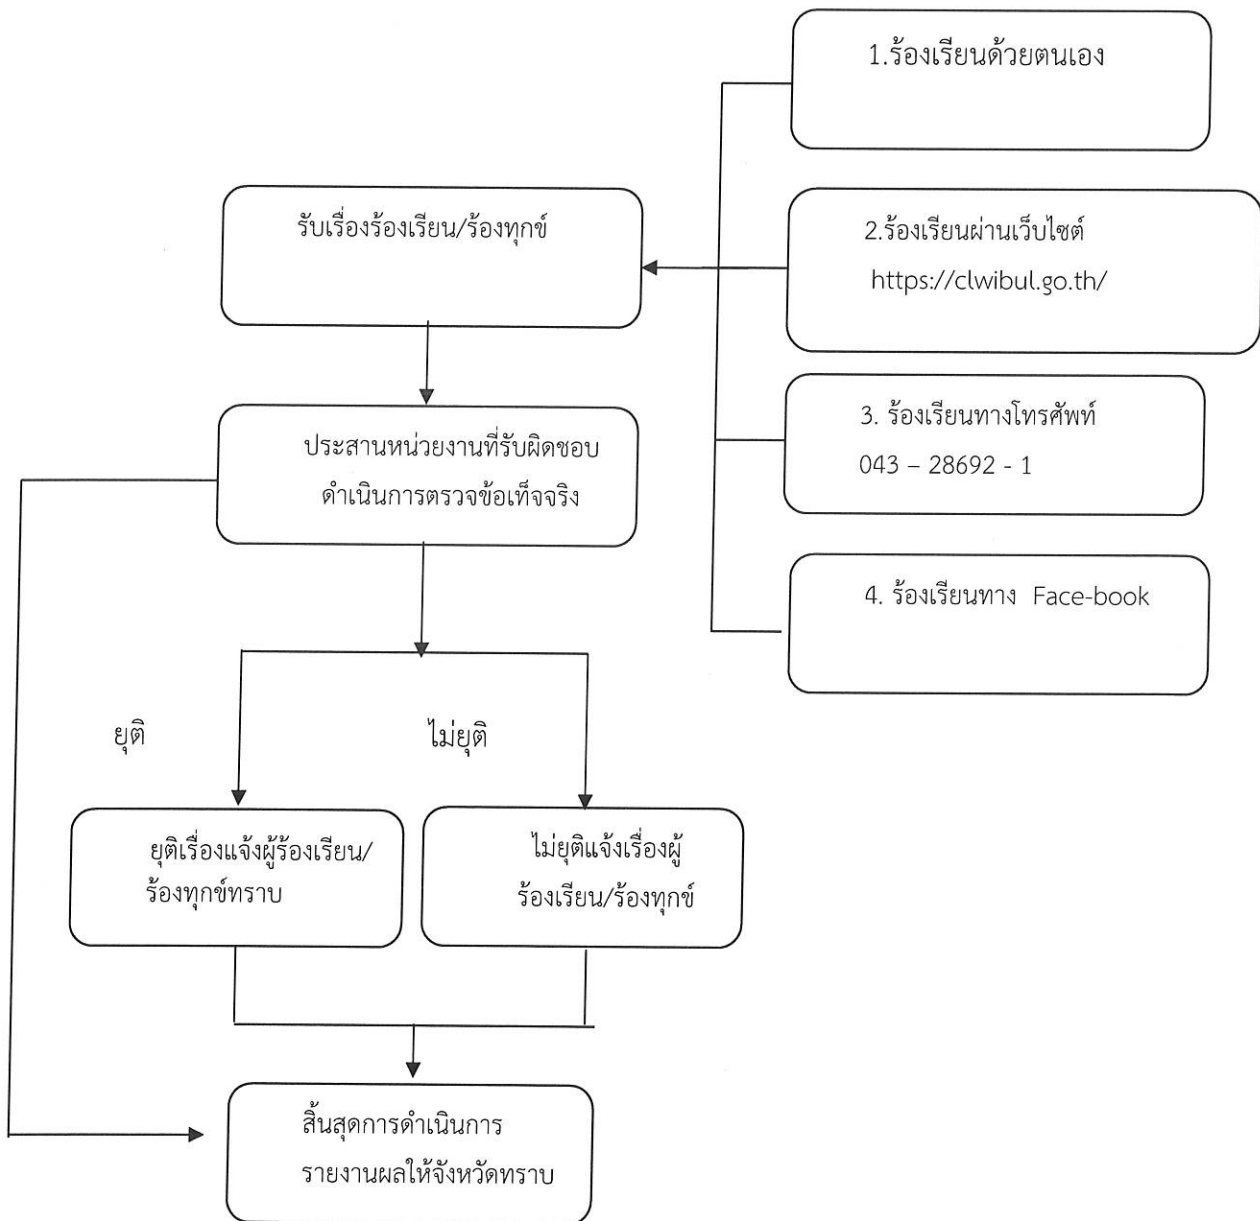 1.ร้องเรียนด้วยตนเอง
รับเรื่องร้องเรียน/ร้องทุกข์
2.ร้องเรียนผ่านเว็บไซต์
https://clwibul.go.th/
3. ร้องเรียนทางโทรศัพท์
043 – 28692 - 1
ประสานหน่วยงานที่รับผิดชอบ
ดำเนินการตรวจข้อเท็จจริง
4. ร้องเรียนทาง Face-book
ยุติ
ไม่ยุติ
ยุติเรื่องแจ้งผู้ร้องเรียน/
ร้องทุกข์ทราบ
ไม่ยุติแจ้งเรื่องผู้
ร้องเรียน/ร้องทุกข์
สิ้นสุดการดำเนินการ
รายงานผลให้จังหวัดทราบ